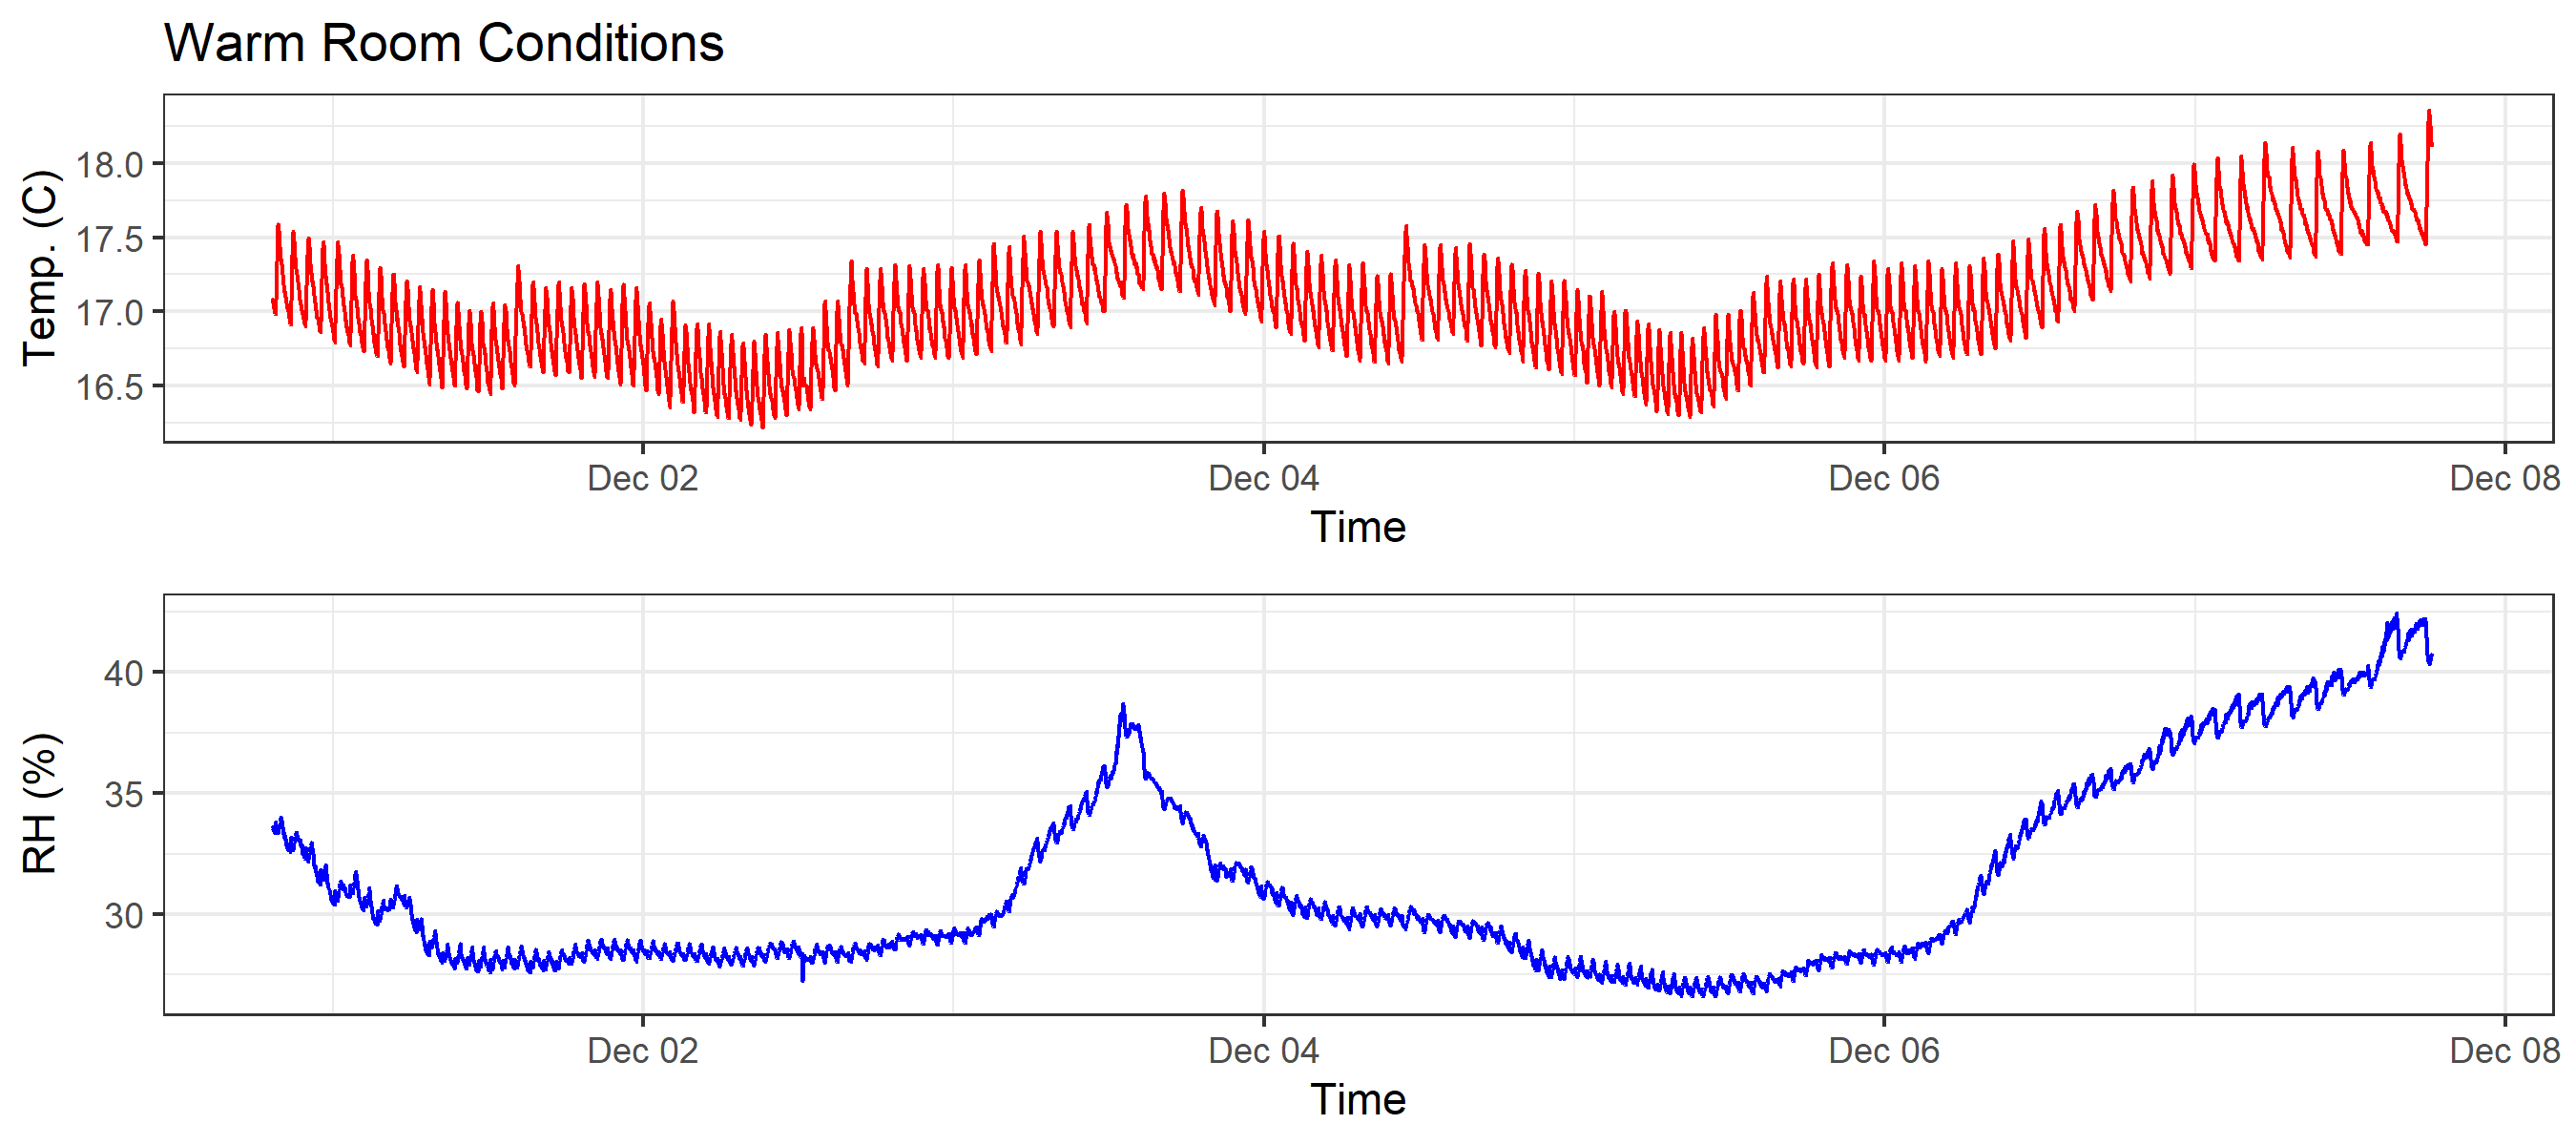 Warm Room Conditions
Temp. (C)
18.0
17.5
17.0
16.5
Dec 02 Dec 04 Dec 06 Dec 08
Time
RH (%)
40
35
30
Dec 02 Dec 04 Dec 06 Dec 08
Time